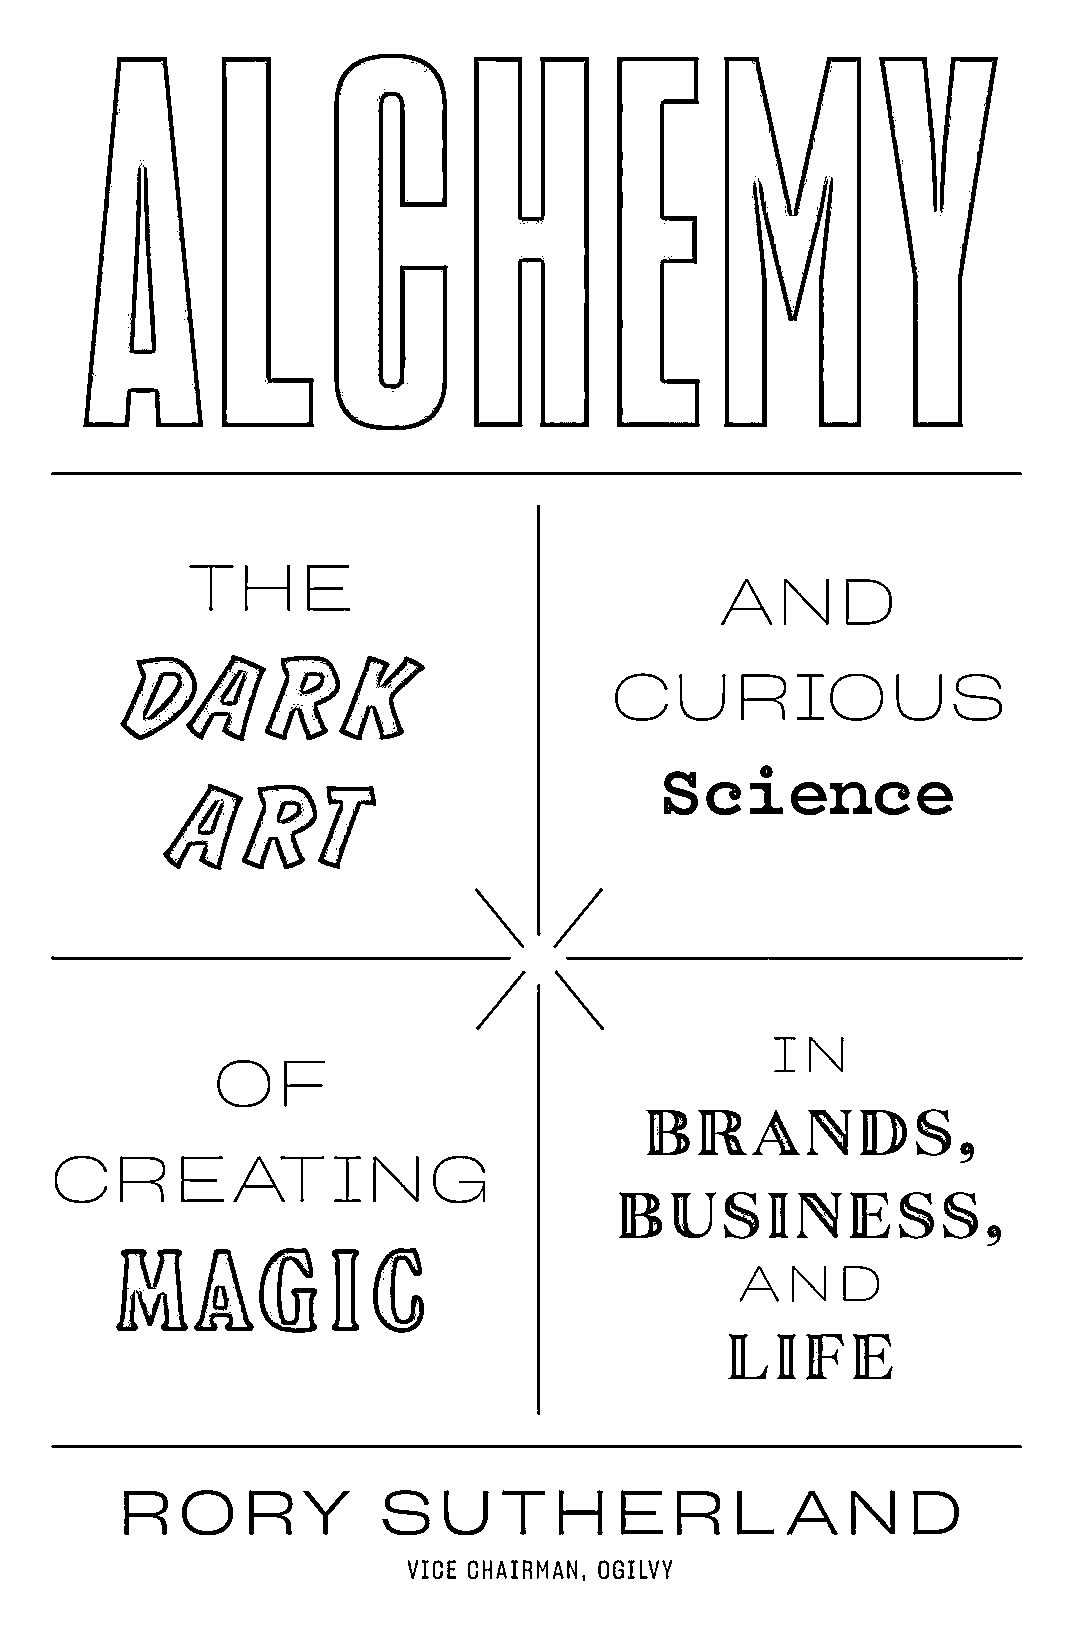 ALCHEMY
THE
DARK
ART
AND
CURIOUS
Science
OF
CREATING
MAGIC
IN
BRANDS,
BUSINESS,
AND
LIFE
RORY SUTHERLAND
VICE CHAIRMAN, OGILVY